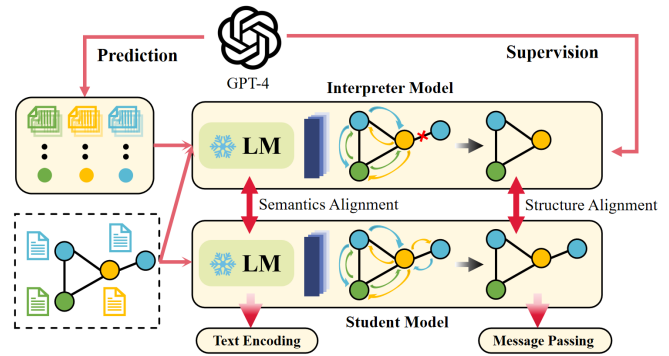 Prediction
GPT-4
Supervision
Interpreter Model
LM
Semantics Alignment
Structure Alignment
LM
Student Model
Text Encoding
Message Passing